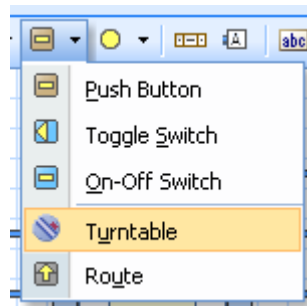 A
abc
Push Button
Toggle Switch
On-Off Switch
Turntable
Route